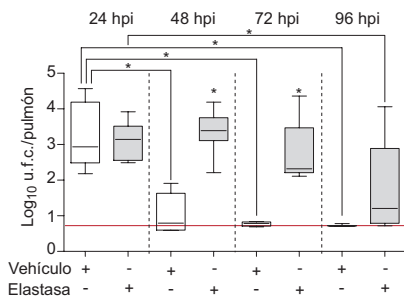 24 hpi 48 hpi 72 hpi 96 hpi
*
*
*
*
* *
Log10 u.f.c./pulmón
5
4
3
2
1
0
Vehículo + - + - + - + -
Elastasa - + - + - + - +